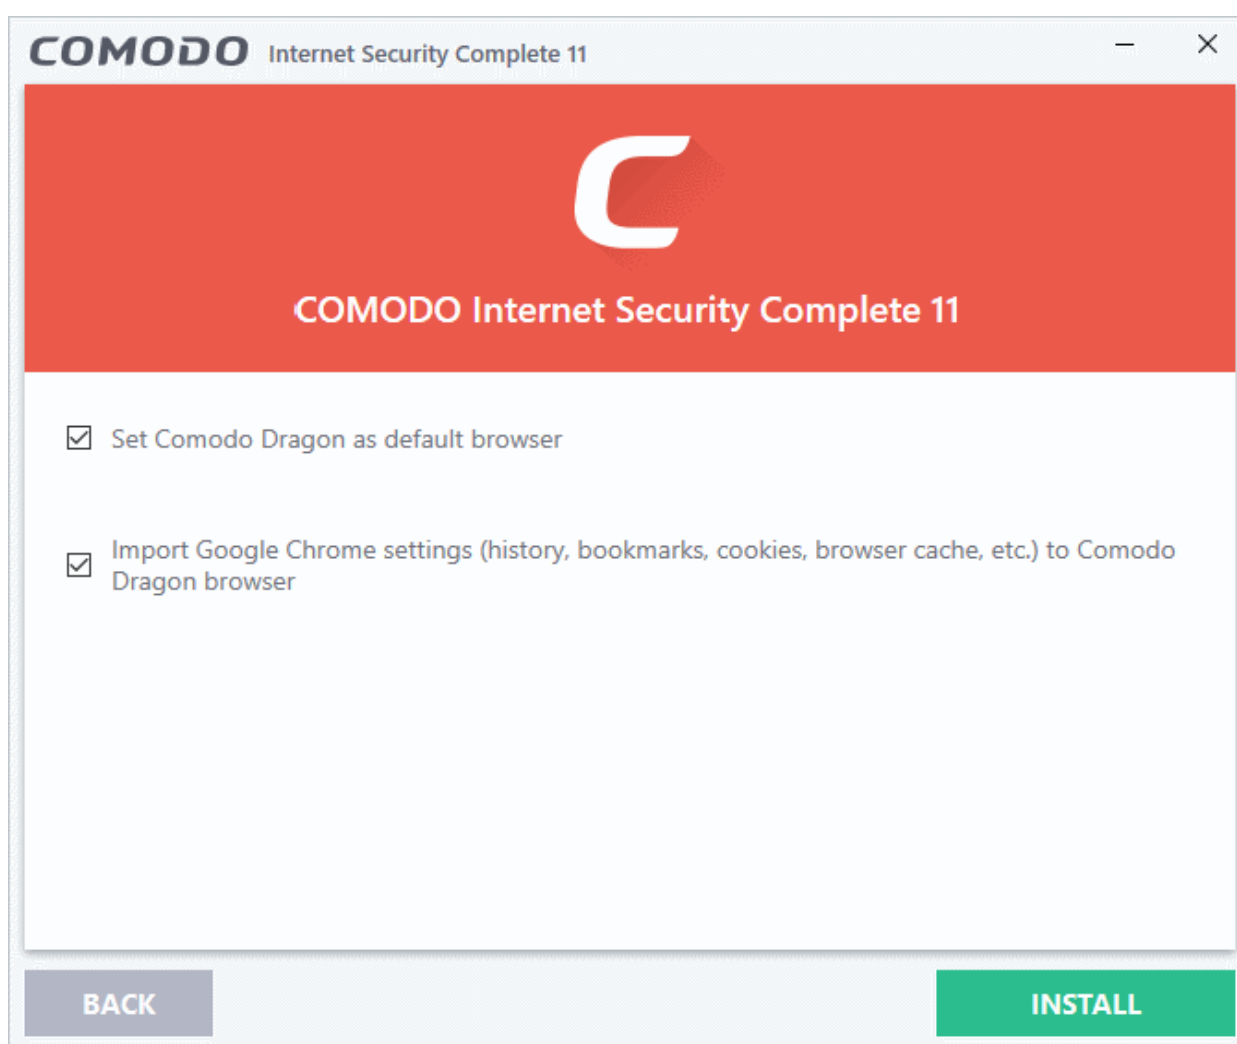 COMODO Internet Security Complete 11
C
COMODO Internet Security Complete 11
Set Comodo Dragon as default browser
Import Google Chrome settings (history, bookmarks, cookies, browser cache, etc.) to Comodo
Dragon browser
BACK
INSTALL